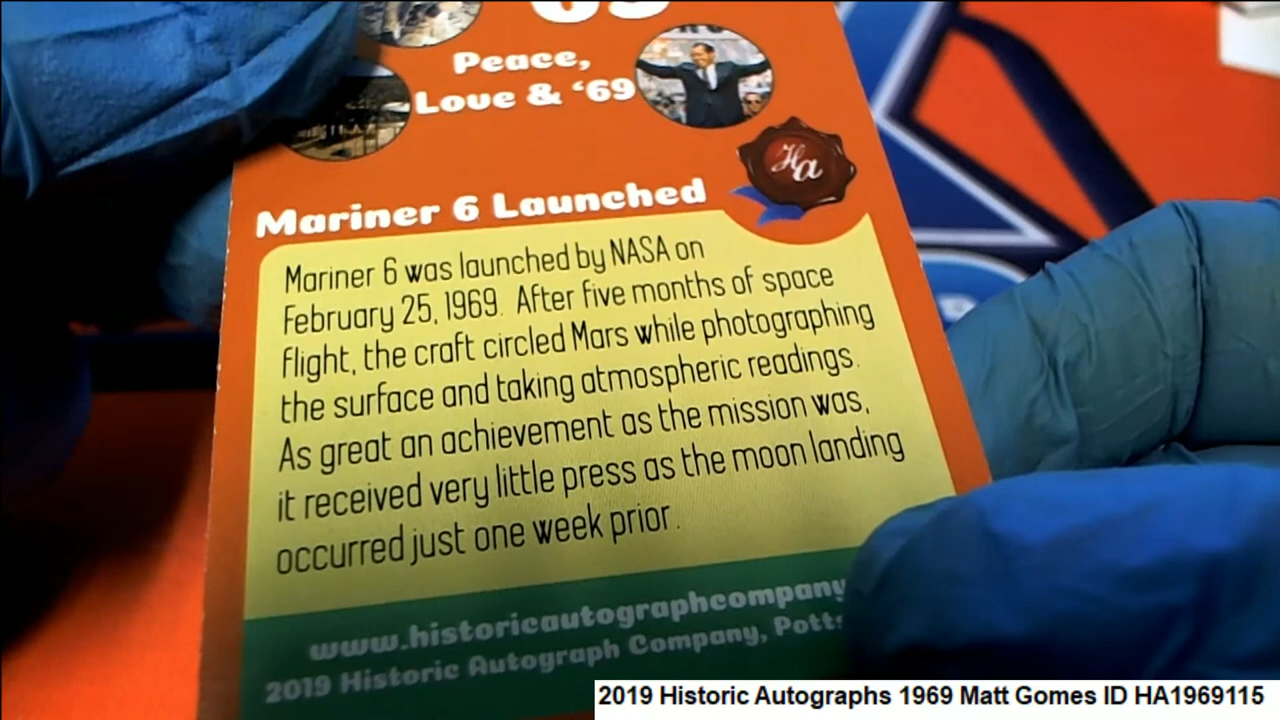 69
Peace,
Love & ‘69
Ha
Mariner 6 Launched
Mariner 6 was launched by NASA on
February 25, 1969. After five months of space
flight, the craft circled Mars while photographing
the surface and taking atmospheric readings.
As great an achievement as the mission was,
it received very little press as the moon landing
occurred just one week prior.
www.historicautographcompany
2019 Historic Autograph Company, Potts
2019 Historic Autographs 1969 Matt Gomes ID HA1969115